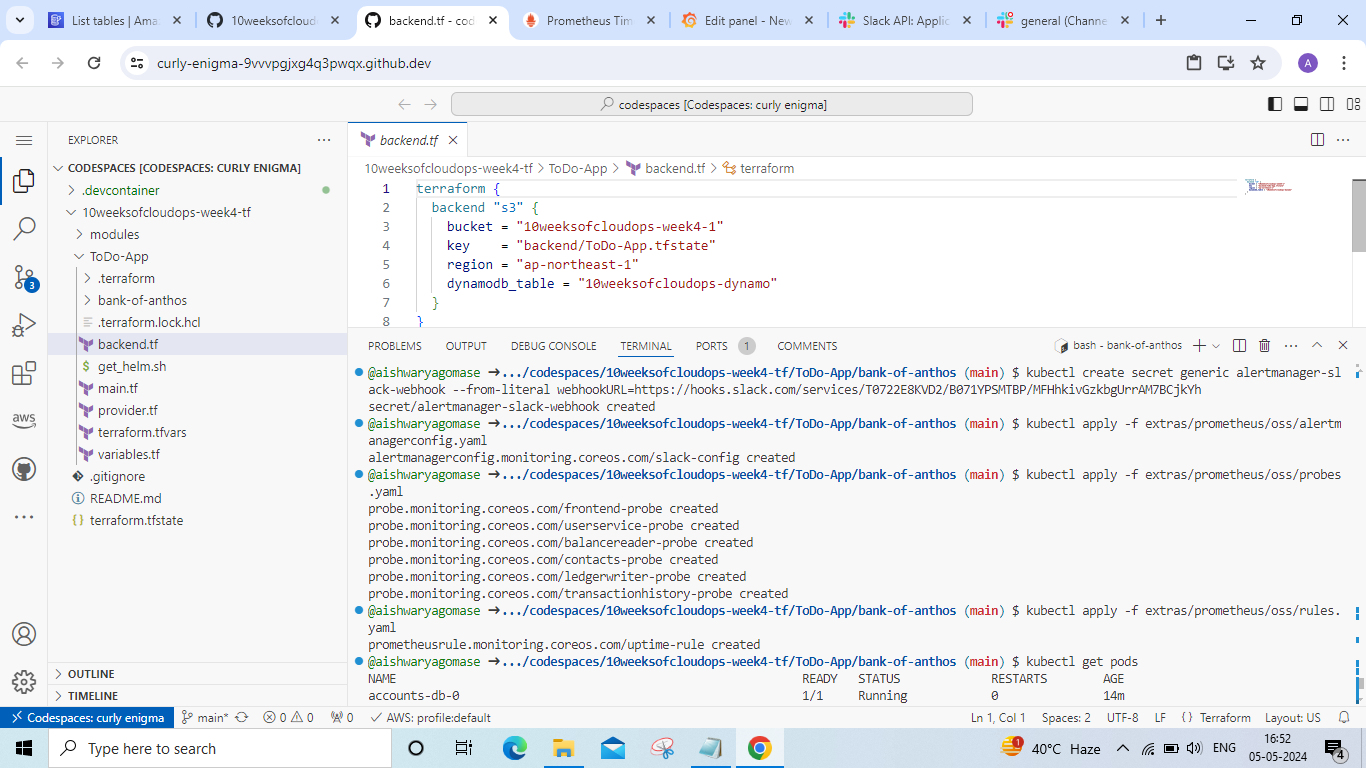 List tables | Ama
10weeksofcloud
backend.tf - cod
Prometheus Tim
Edit panel - New
Slack API: Applic
general (Channe
curly-enigma-9vvvpgjxg4q3pwqx.github.dev
A
codespaces [Codespaces: curly enigma]
EXPLORER
backend.tf
CODESPACES [CODESPACES: CURLY ENIGMA]
10weeksofcloudops-week4-tf > ToDo-App > backend.tf > terraform
.devcontainer
10weeksofcloudops-week4-tf
modules
ToDo-App
.terraform
bank-of-anthos
.terraform.lock.hcl
backend.tf
$ get_helm.sh
main.tf
provider.tf
terraform.tfvars
variables.tf
.gitignore
README.md
{} terraform.tfstate
3
aws
OUTLINE
TIMELINE
1 terraform {
2 backend "s3" {
3 bucket = "10weeksofcloudops-week4-1"
4 key    = "backend/ToDo-App.tfstate"
5 region = "ap-northeast-1"
6 dynamodb_table = "10weeksofcloudops-dynamo"
7 }
8 }
PROBLEMS OUTPUT DEBUG CONSOLE TERMINAL PORTS 1 COMMENTS
bash - bank-of-anthos
@aishwaryagomase ➜.../codespaces/10weeksofcloudops-week4-tf/ToDo-App/bank-of-anthos (main) $ kubectl create secret generic alertmanager-sl
ack-webhook --from-literal webhookURL=https://hooks.slack.com/services/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
secret/alertmanager-slack-webhook created
@aishwaryagomase ➜.../codespaces/10weeksofcloudops-week4-tf/ToDo-App/bank-of-anthos (main) $ kubectl apply -f extras/prometheus/oss/alertm
anagerconfig.yaml
alertmanagerconfig.monitoring.coreos.com/slack-config created
@aishwaryagomase ➜.../codespaces/10weeksofcloudops-week4-tf/ToDo-App/bank-of-anthos (main) $ kubectl apply -f extras/prometheus/oss/probes
.yaml
probe.monitoring.coreos.com/frontend-probe created
probe.monitoring.coreos.com/userservice-probe created
probe.monitoring.coreos.com/balancereader-probe created
probe.monitoring.coreos.com/contacts-probe created
probe.monitoring.coreos.com/ledgerwriter-probe created
probe.monitoring.coreos.com/transactionhistory-probe created
@aishwaryagomase ➜.../codespaces/10weeksofcloudops-week4-tf/ToDo-App/bank-of-anthos (main) $ kubectl apply -f extras/prometheus/oss/rules.
yaml
prometheusrule.monitoring.coreos.com/uptime-rule created
@aishwaryagomase ➜.../codespaces/10weeksofcloudops-week4-tf/ToDo-App/bank-of-anthos (main) $ kubectl get pods
NAME READY STATUS RESTARTS AGE
accounts-db-0 1/1 Running 0 14m
Codespaces: curly enigma main* 0 0 0 AWS: profile:default
Ln 1, Col 1 Spaces: 2 UTF-8 LF {} Terraform Layout: US
Type here to search
1 40°C Haze ENG
16:52
05-05-2024
4